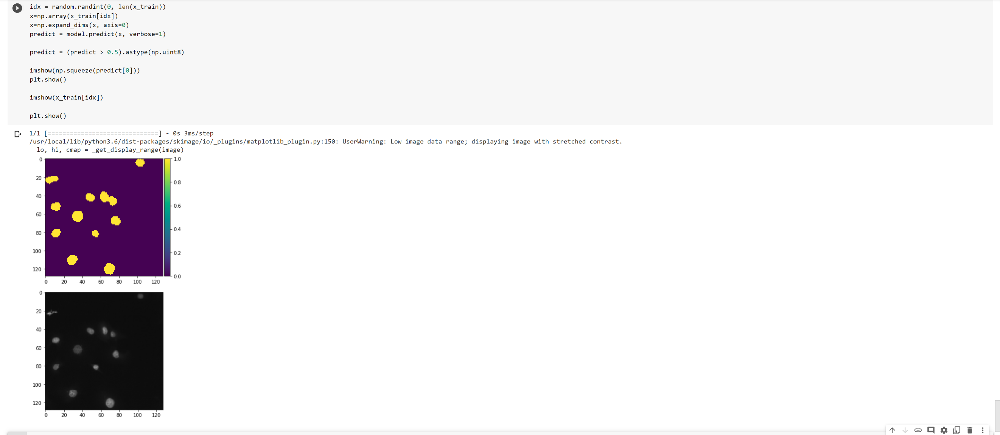 idx = random.randint(0, len(x_train))
x=np.array(x_train[idx])
x=np.expand_dims(x, axis=0)
predict = model.predict(x, verbose=1)
predict = (predict > 0.5).astype(np.uint8)
imshow(np.squeeze(predict[0]))
plt.show()
imshow(x_train[idx])
plt.show()
1/1 [==============================] - 0s 3ms/step
/usr/local/lib/python3.6/dist-packages/skimage/io/_plugins/matplotlib_plugin.py:150: UserWarning: Low image data range; displaying image with stretched contrast.
lo, hi, cmap = _get_display_range(image)
0
20
40
60
80
100
120
0 20 40 60 80 100 120
1.0
0.8
0.6
0.4
0.2
0.0
0
20
40
60
80
100
120
0 20 40 60 80 100 120